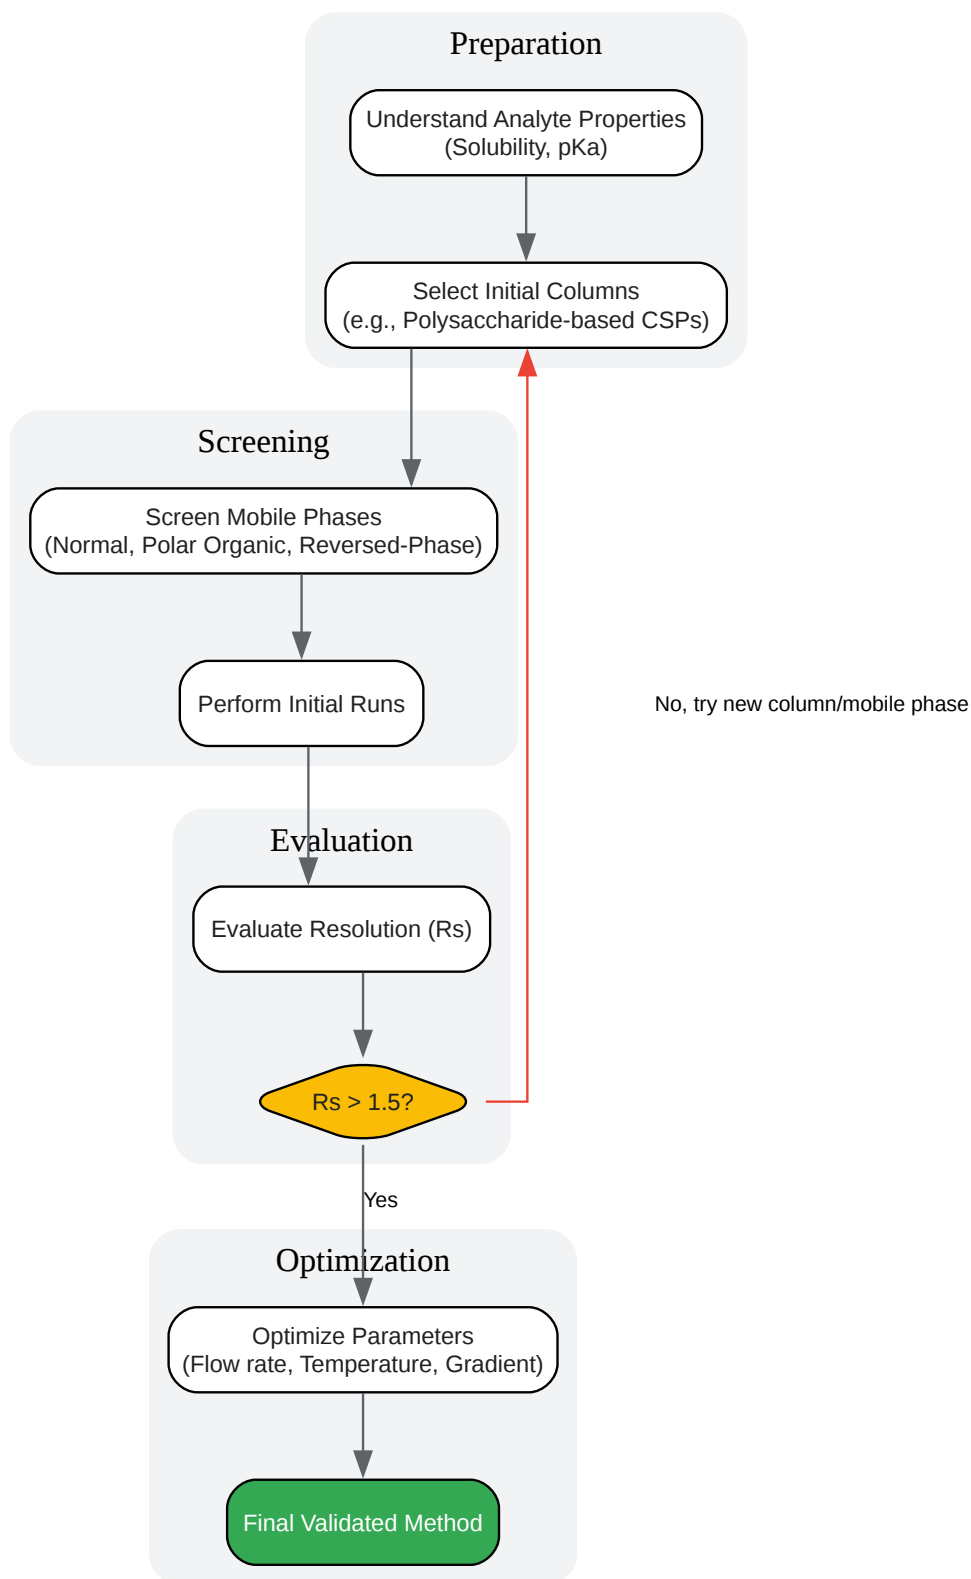 Preparation
Understand Analyte Properties
(Solubility, pKa)
Select Initial Columns
(e.g., Polysaccharide-based CSPs)
Screening
Screen Mobile Phases
(Normal, Polar Organic, Reversed-Phase)
Perform Initial Runs
No, try new column/mobile phase
Evaluation
Evaluate Resolution (Rs)
Rs > 1.5?
Yes
Optimization
Optimize Parameters
(Flow rate, Temperature, Gradient)
Final Validated Method